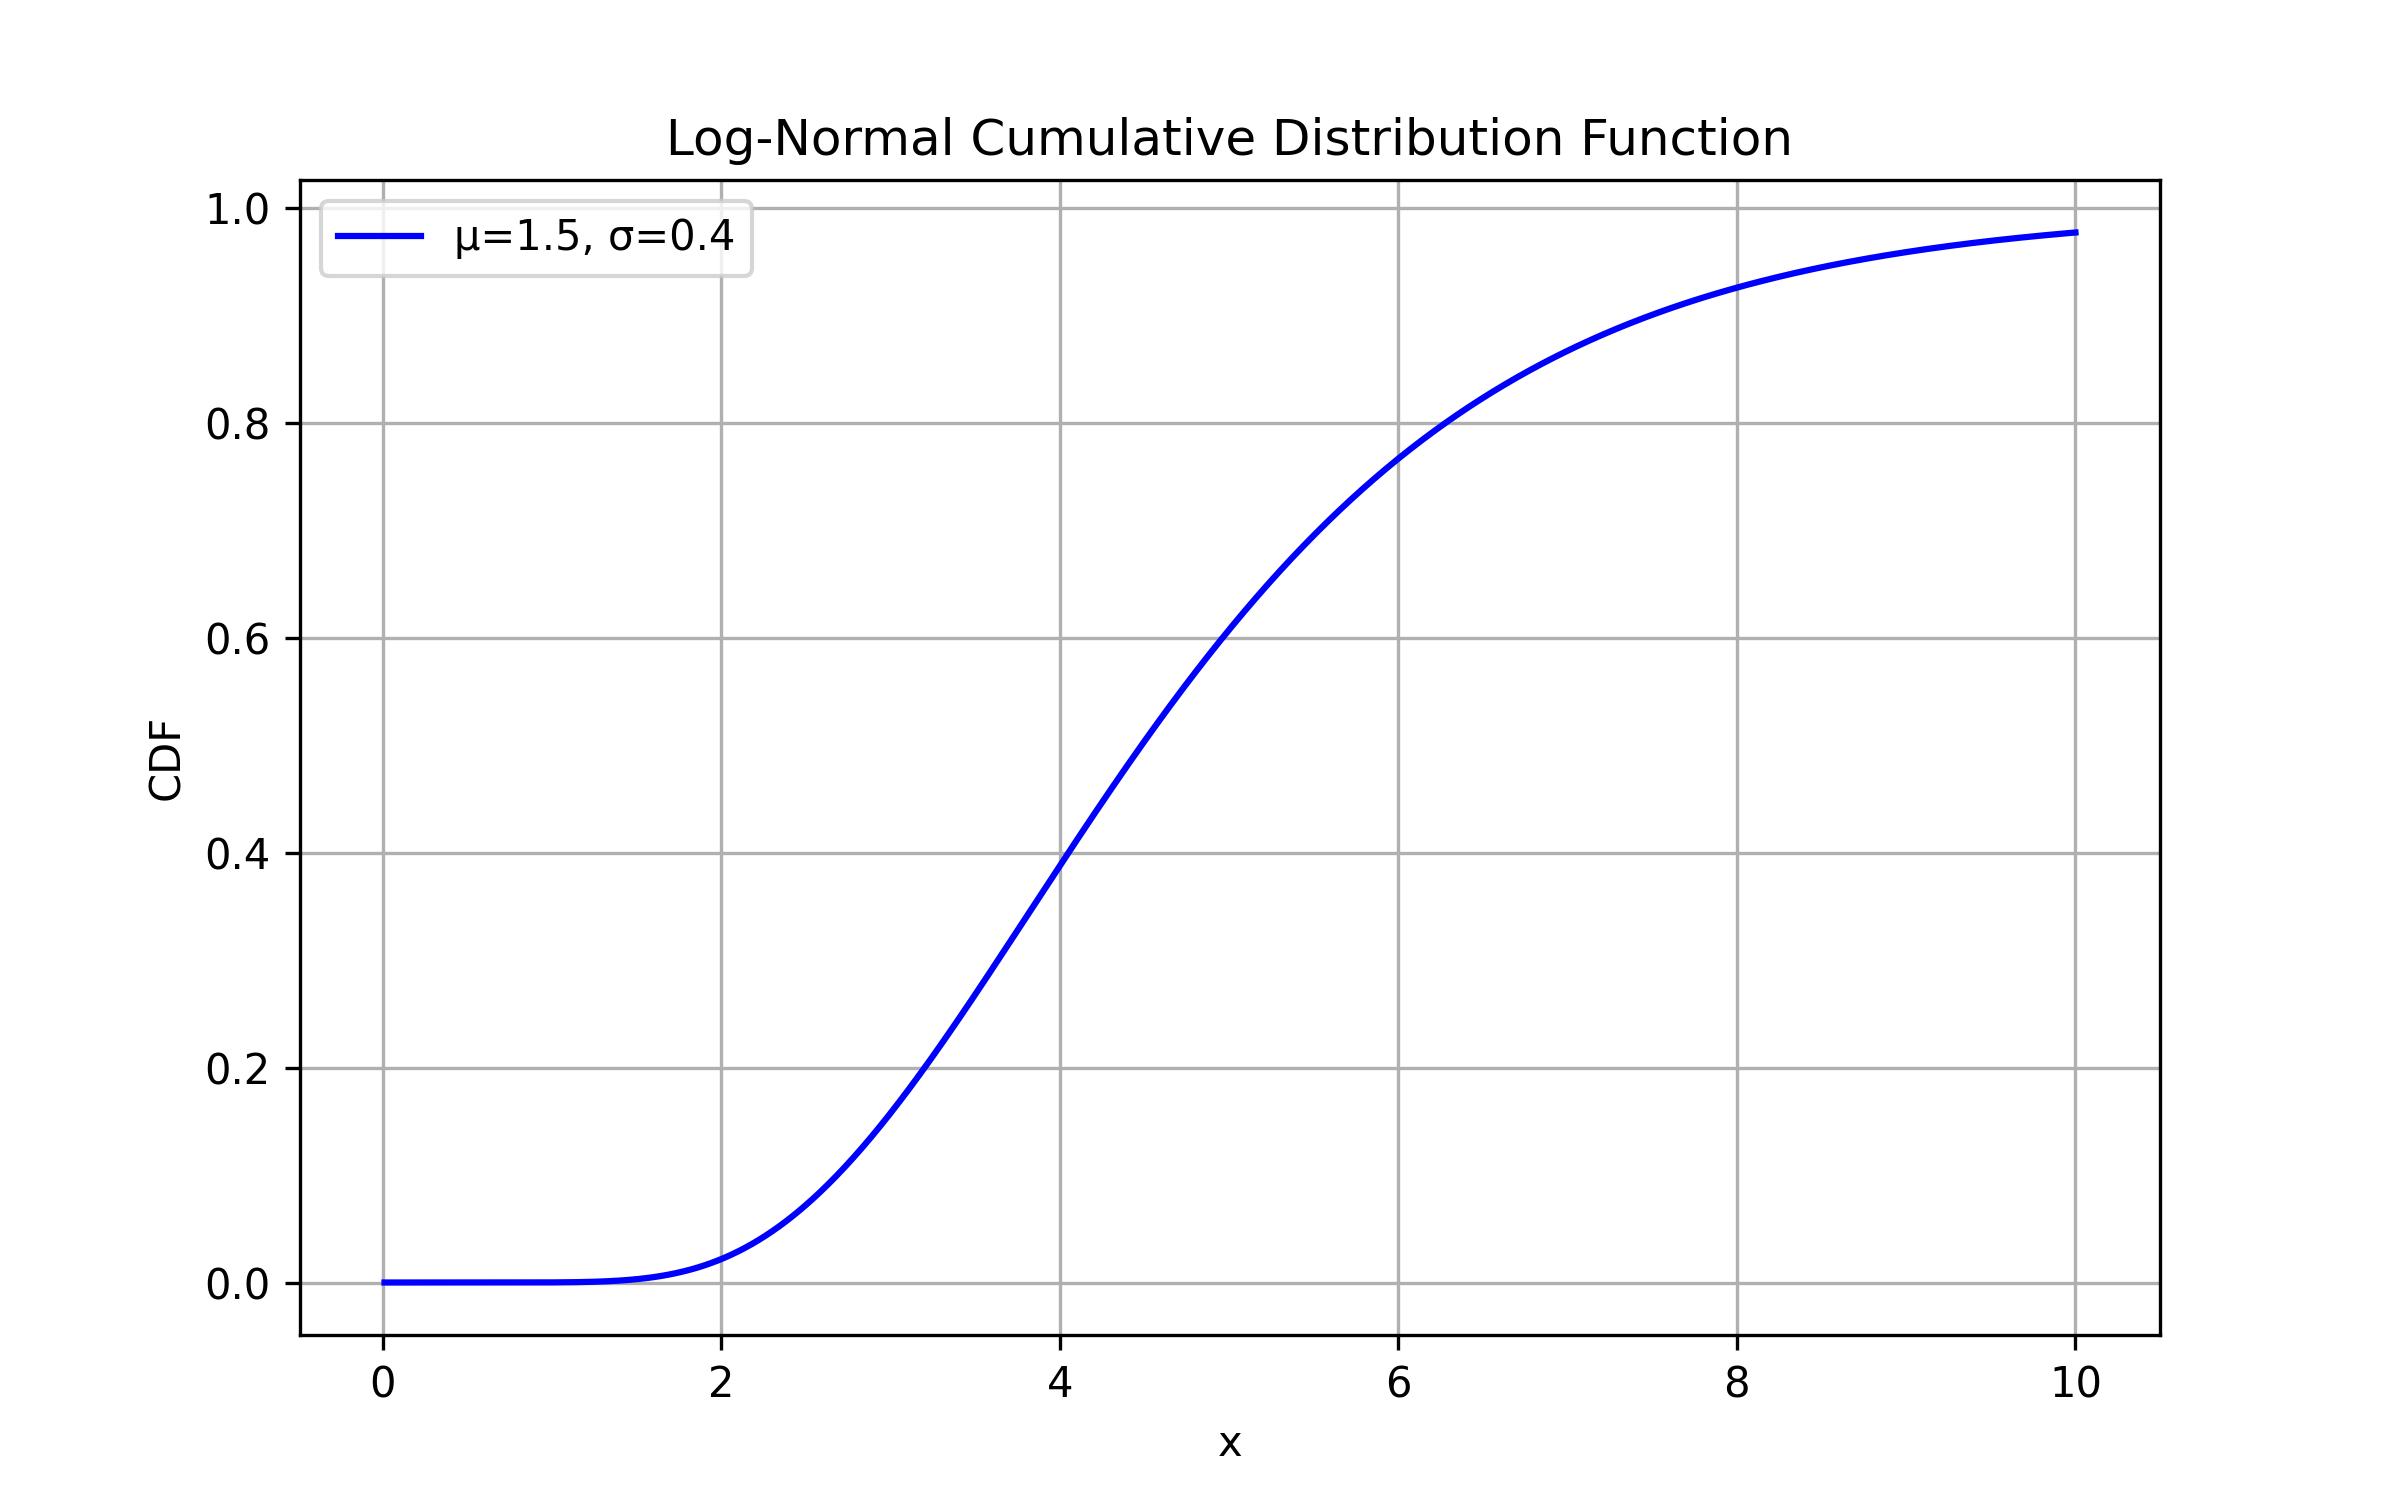 Log-Normal Cumulative Distribution Function
μ=1.5, σ=0.4
1.0
0.8
0.6
0.4
0.2
0.0
CDF
0 2 4 6 8 10
x